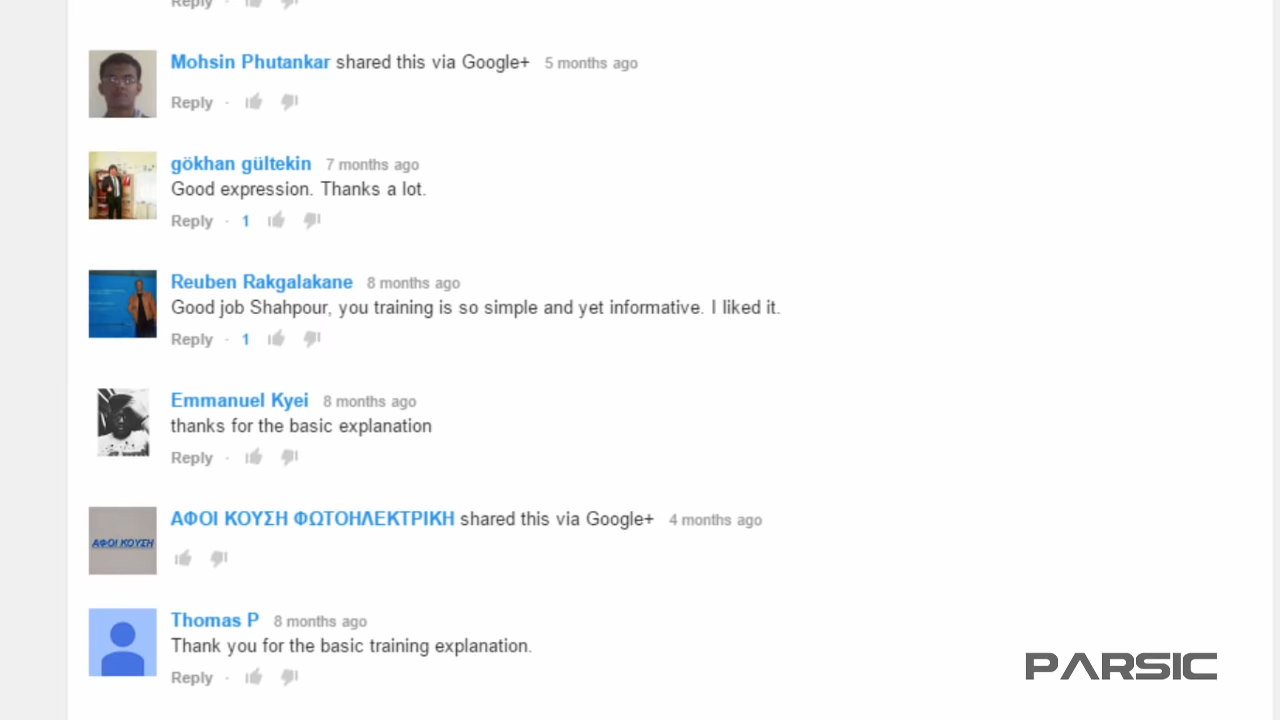 Reply ·
Mohsin Phutankar shared this via Google+ 5 months ago
Reply ·
gökhan gültekin 7 months ago
Good expression. Thanks a lot.
Reply · 1
Reuben Rakgalakane 8 months ago
Good job Shahpour, you training is so simple and yet informative. I liked it.
Reply · 1
Emmanuel Kyei 8 months ago
thanks for the basic explanation
Reply ·
ΑΦΟΙ ΚΟΥΣΗ ΦΩΤΟΗΛΕΚΤΡΙΚΗ shared this via Google+ 4 months ago
ΑΦΟΙ ΚΟΥΣΗ
Thomas P 8 months ago
Thank you for the basic training explanation.
Reply ·
PARSIC